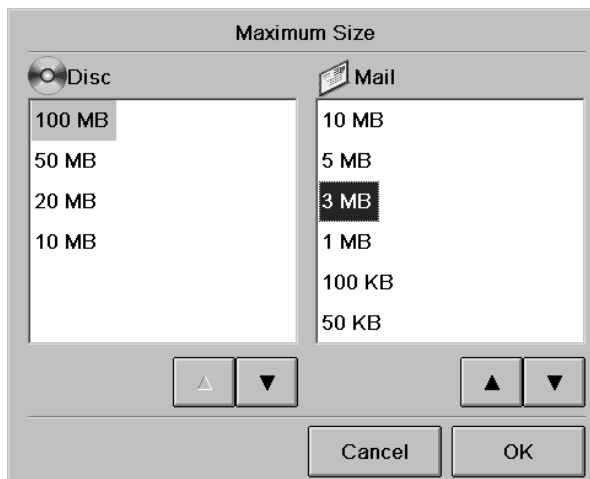 Maximum Size
Disc
100 MB
50 MB
20 MB
10 MB
Mail
10 MB
5 MB
3 MB
1 MB
100 KB
50 KB
Cancel
OK